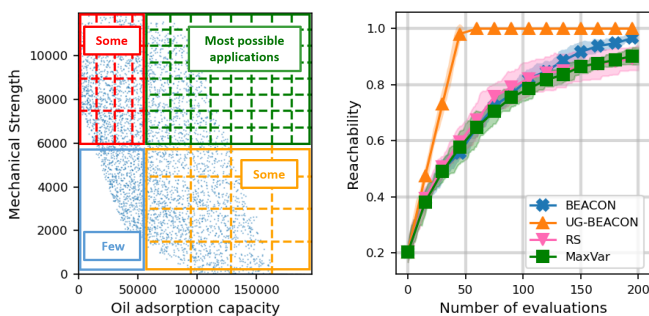 Mechanical Strength
12000
10000
8000
6000
4000
2000
0
Some
Most possible
applications
Few
Some
0
50000
100000
150000
Oil adsorption capacity
Reachability
1.0
0.8
0.6
0.4
0.2
BEACON
UG-BEACON
RS
MaxVar
0
50
100
150
200
Number of evaluations